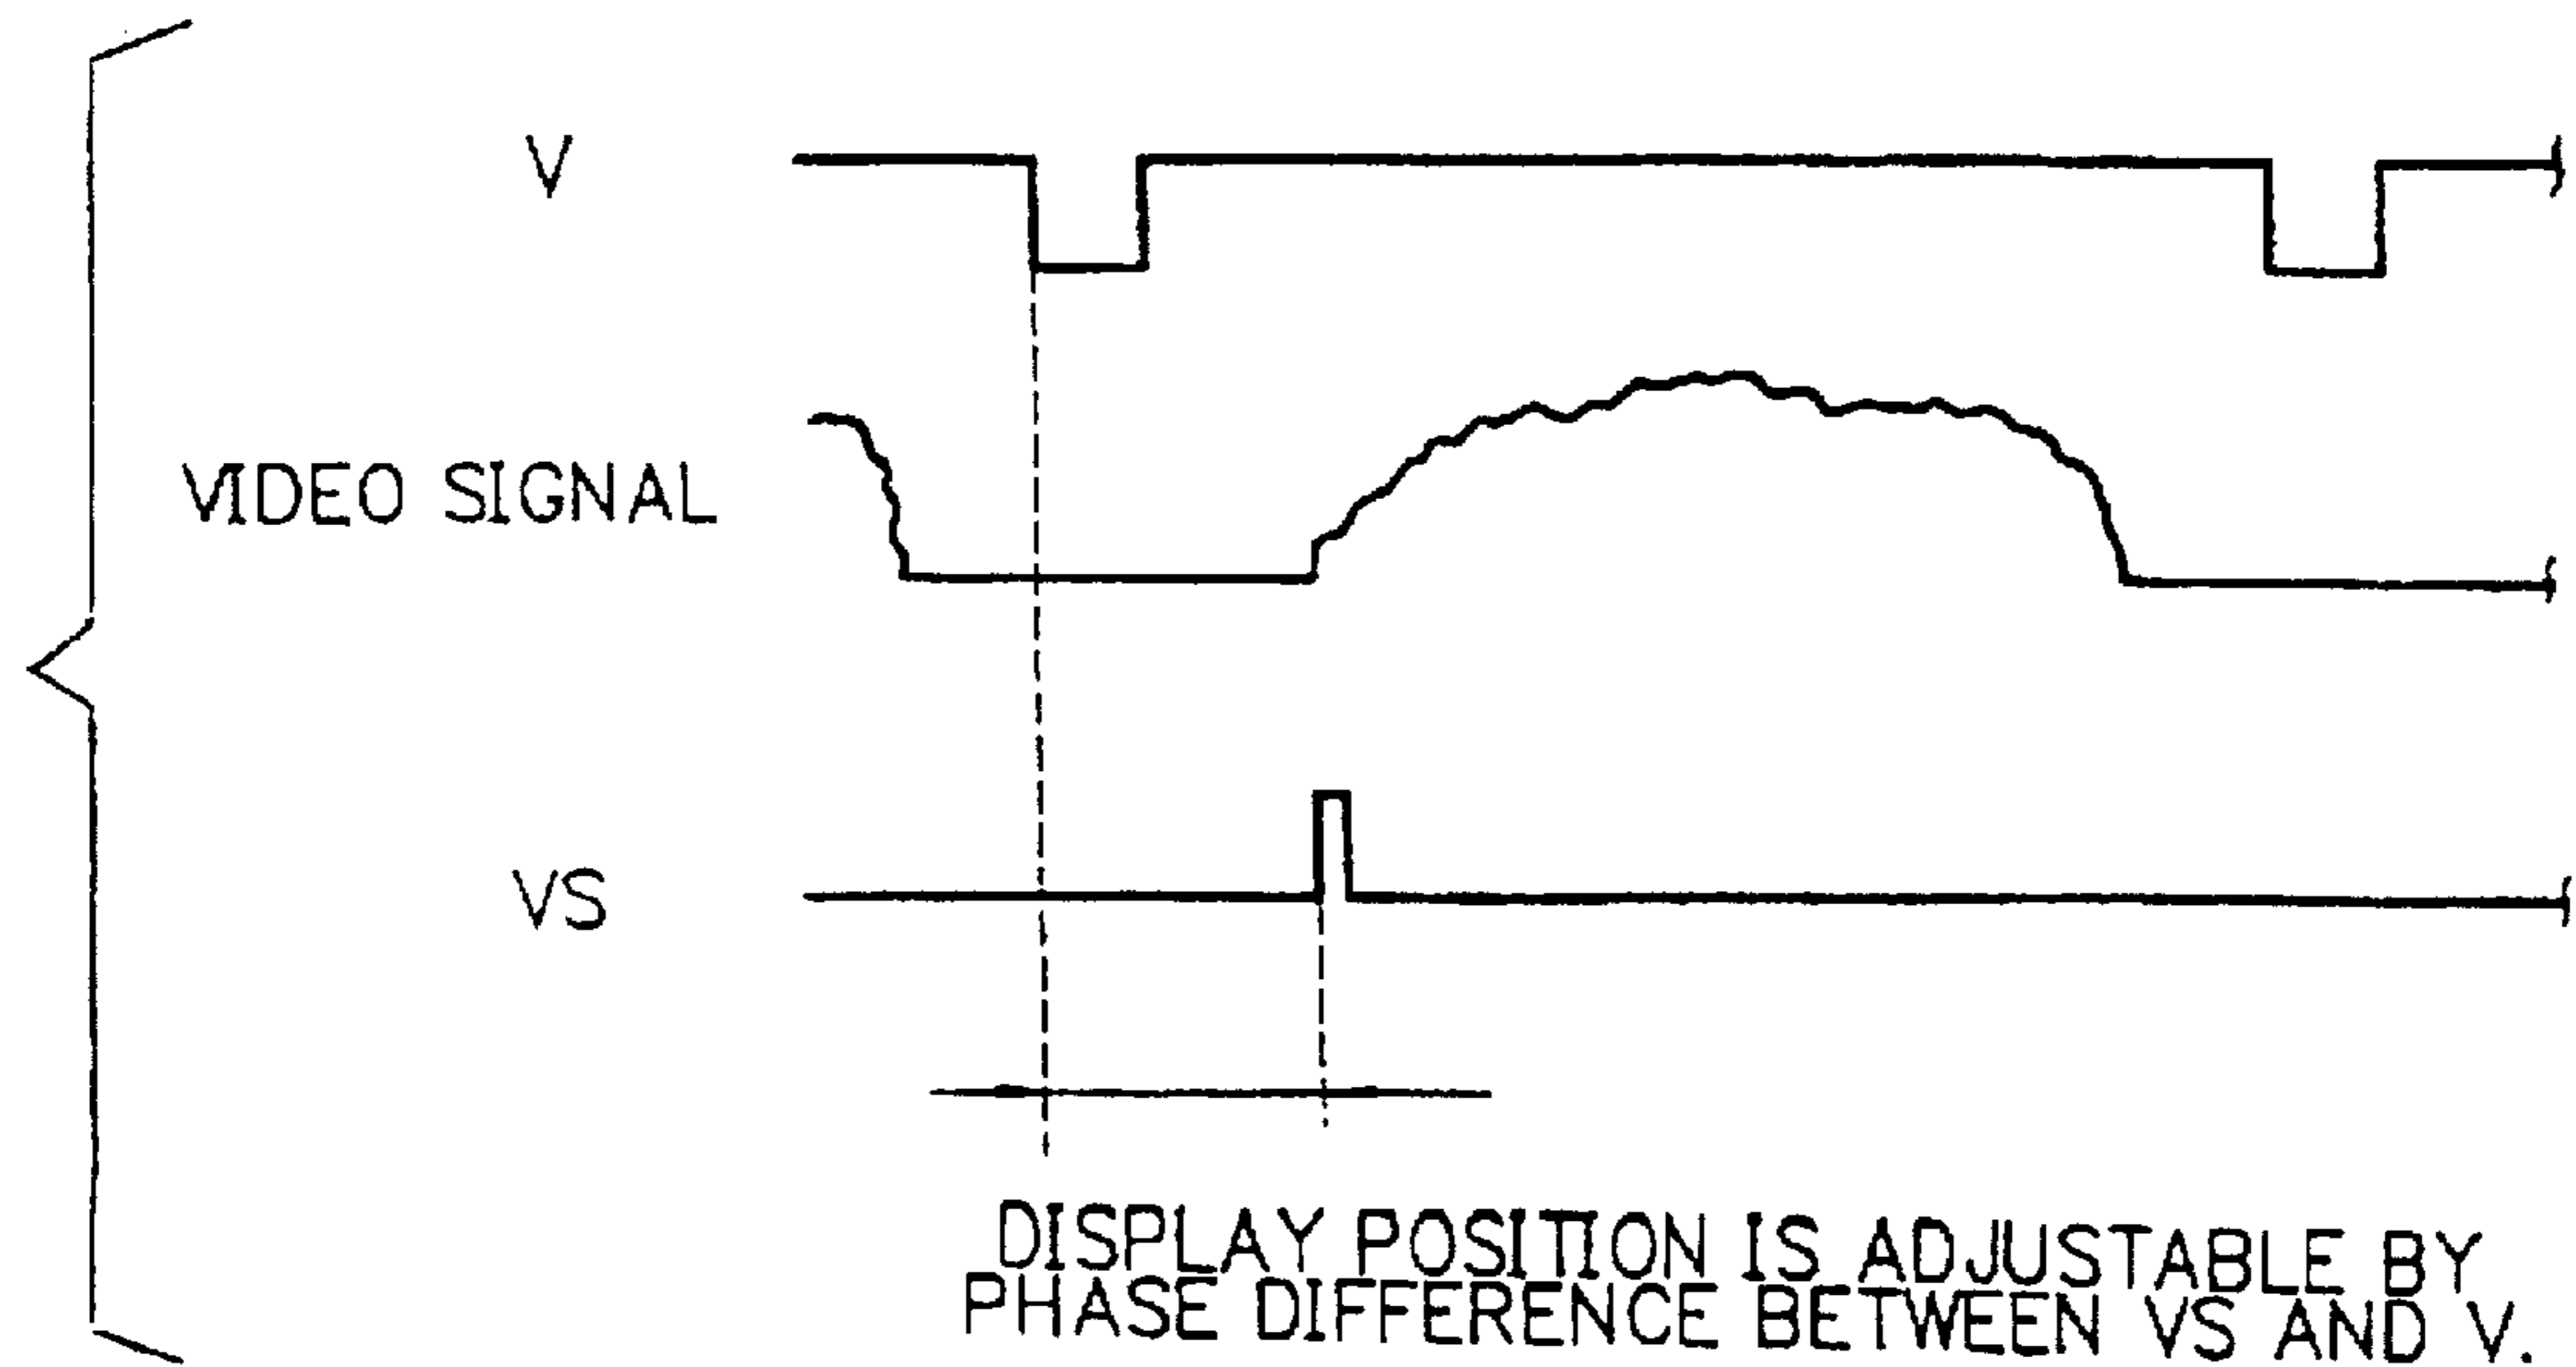 V
VIDEO SIGNAL
VS
DISPLAY POSITION IS ADJUSTABLE BY
PHASE DIFFERENCE BETWEEN VS AND V.